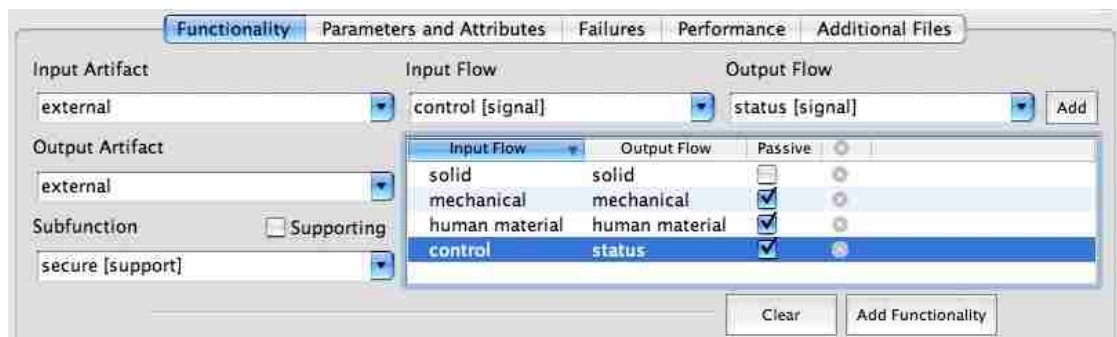 Functionality Parameters and Attributes Failures Performance Additional Files
Input Artifact Input Flow Output Flow
external control [signal] status [signal] Add
Output Artifact Input Flow Output Flow Passive
solid solid
external mechanical mechanical
Subfunction Supporting human material human material
control status
secure [support]
Clear Add Functionality